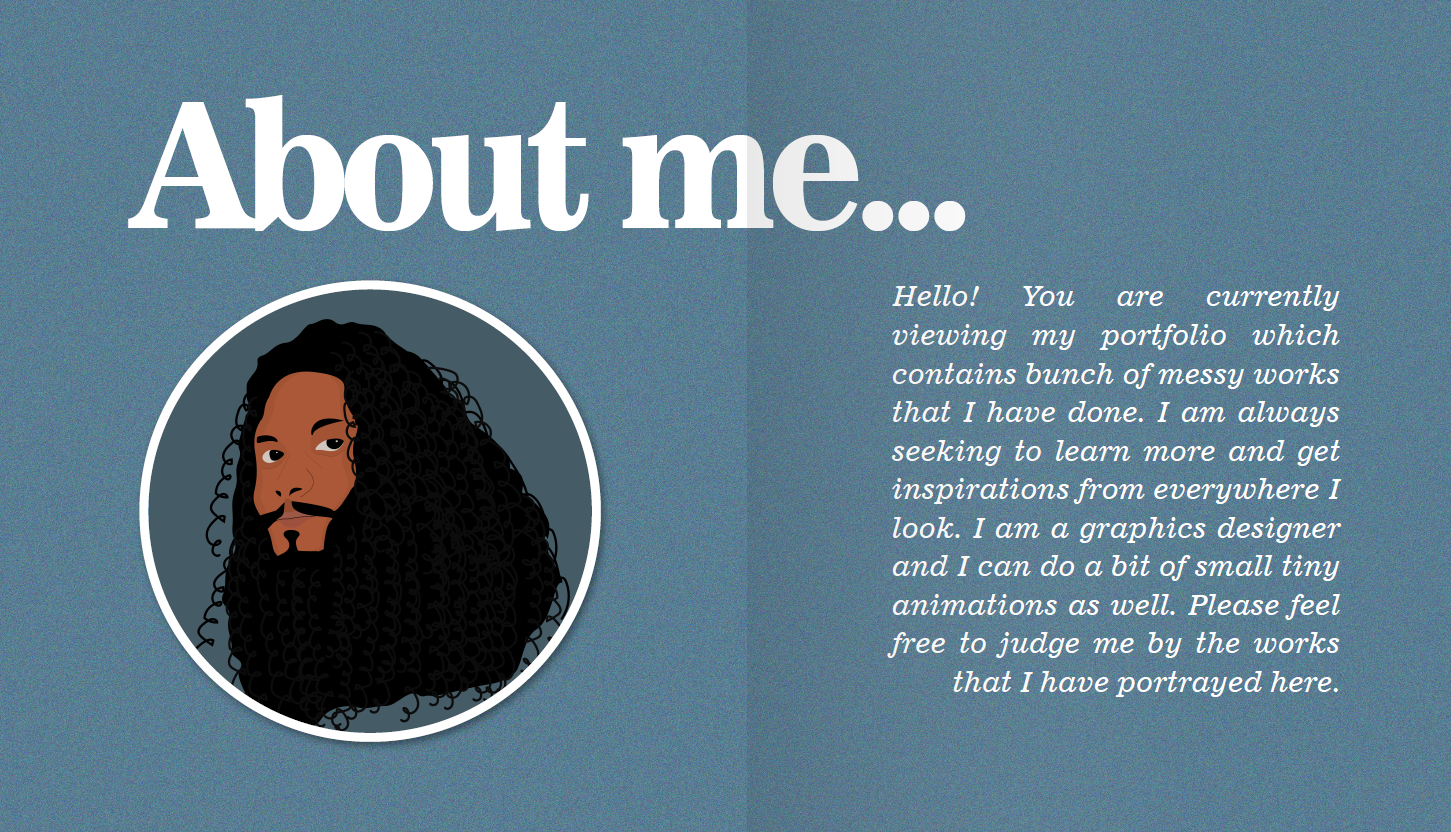 About me...
Hello! You are currently
viewing my portfolio which
contains bunch of messy works
that I have done. I am always
seeking to learn more and get
inspirations from everywhere I
look. I am a graphics designer
and I can do a bit of small tiny
animations as well. Please feel
free to judge me by the works
that I have portrayed here.